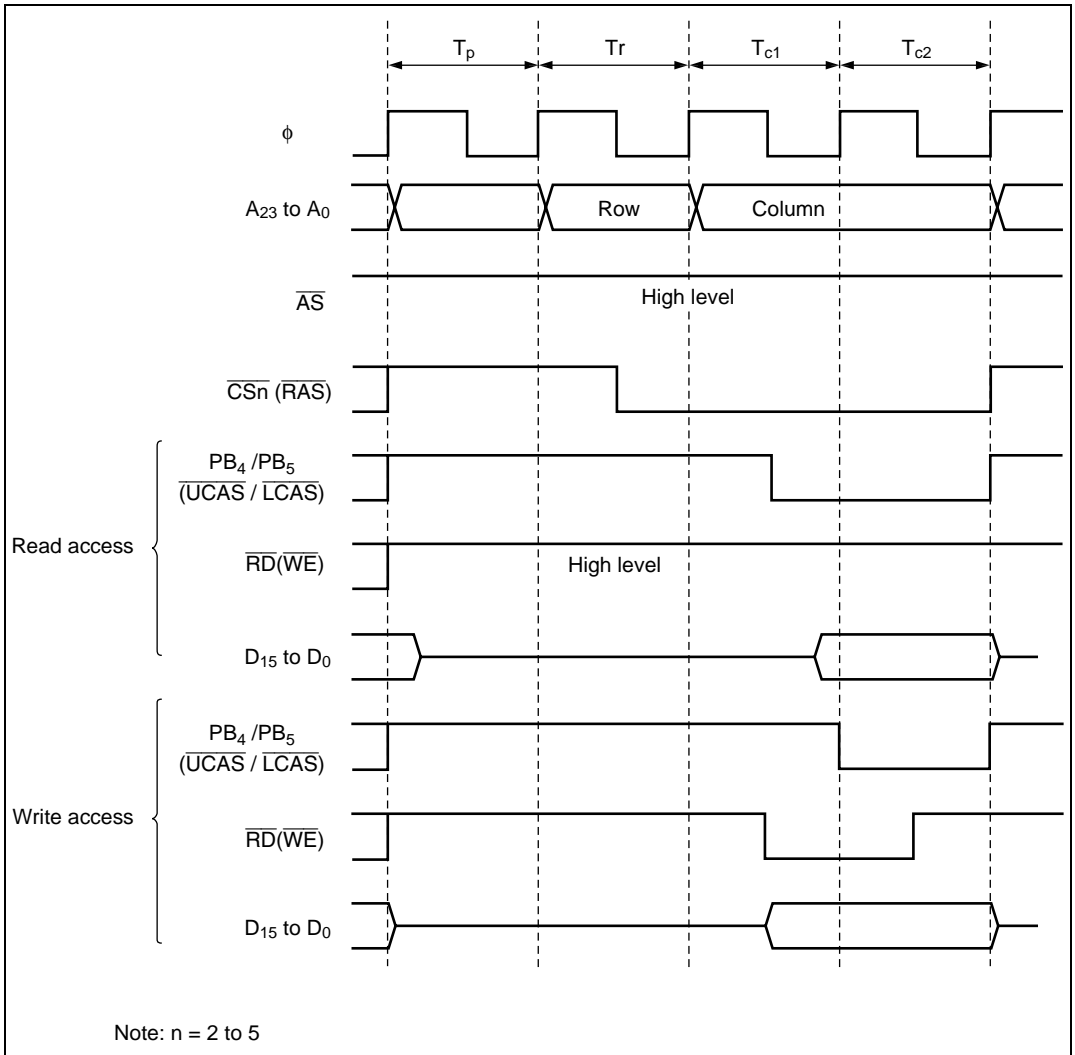 Tp Tr Tc1 Tc2
φ
A23 to A0 Row Column
AS High level
CSn (RAS)
Read access
PB4 /PB5
(UCAS / LCAS)
RD(WE) High level
D15 to D0
Write access
PB4 /PB5
(UCAS / LCAS)
RD(WE)
D15 to D0
Note: n = 2 to 5